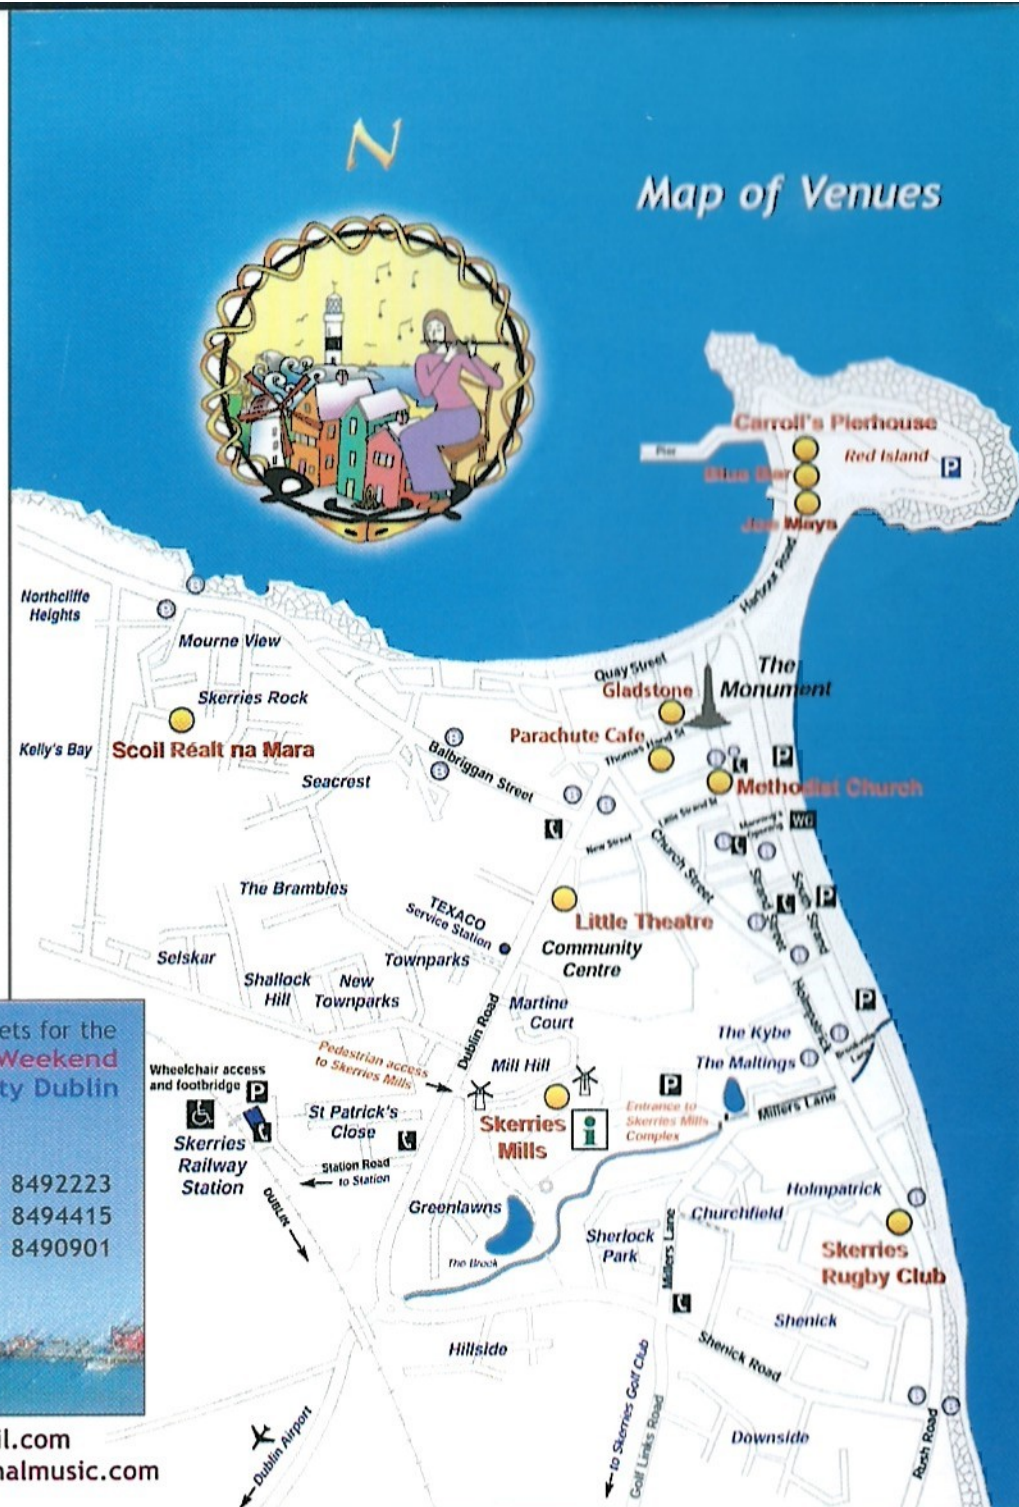 N
Map of Venues
Carroll's Pierhouse
Pier
Red Island
P
Blue Bar
Joe Mays
Harbour Road
Northcliffe
Heights
Mourne View
Skerries Rock
Kelly's Bay
Scoil Réalt na Mara
Seacrest
Quay Street
The
Monument
Gladstone
Parachute Cafe
Thomas Hand St
Balbriggan Street
P
Methodist Church
Little Strand St
New Street
WC
Church Street
Strand Street
South Strand
P
The Brambles
TEXACO
Service Station
Little Theatre
Community
Centre
Selskar
Townparks
Shallock
Hill
New
Townparks
Martine
Court
Dublin Road
Holmpatrick
P
The Kybe
The Maltings
Millers Lane
ets for the
Weekend
ty Dublin
8492223
8494415
8490901
Pedestrian access
to Skerries Mills
Mill Hill
Wheelchair access
and footbridge
P
Skerries
Railway
Station
St Patrick's
Close
Station Road
to Station
DUBLIN
Skerries
Mills
i
P
Entrance to
Skerries Mills
Complex
Greenlawns
The Brook
Sherlock
Park
Millers Lane
Churchfield
Holmpatrick
Skerries
Rugby Club
Shenick
Shenick Road
Hillside
to Skerries Golf Club
Golf Links Road
Downside
Rush Road
Dublin Airport
il.com
nalmusic.com